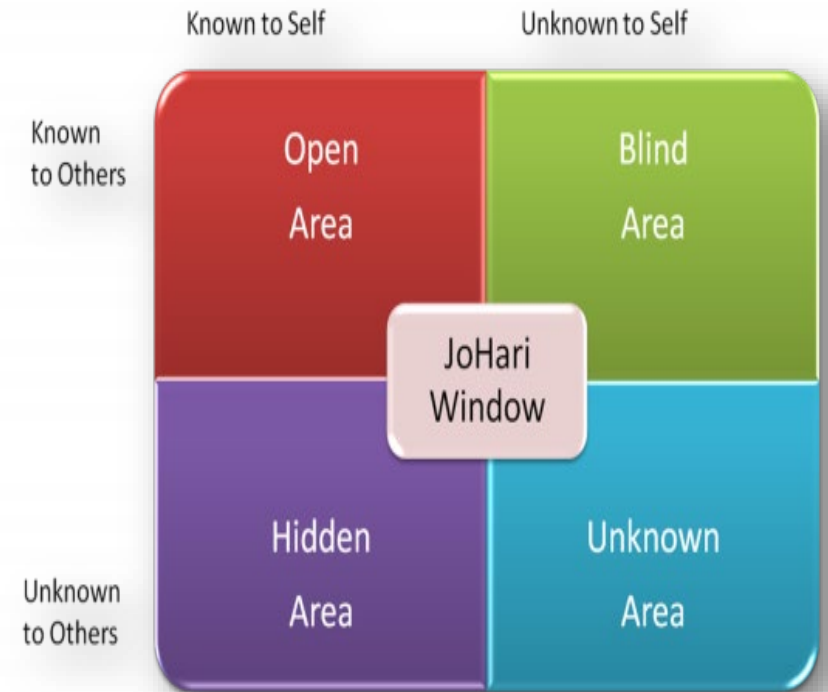 Known to Self
Unknown to Self
Known
to Others
Open
Area
Blind
Area
JoHari
Window
Hidden
Area
Unknown
Area
Unknown
to Others